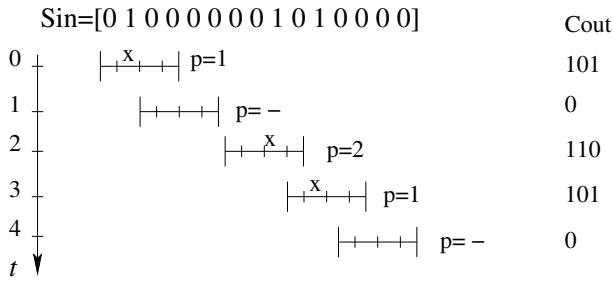 Sin=[0 1 0 0 0 0 0 0 0 1 0 1 0 0 0 0] Cout
0 x p=1 101
1 p= – 0
2 x p=2 110
3 x p=1 101
4 p= – 0
t